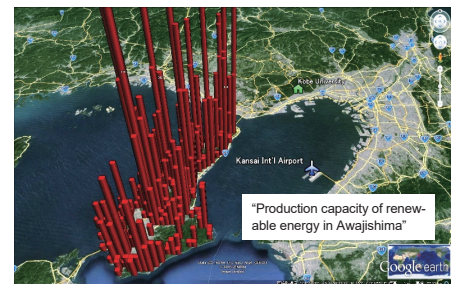 Kobe University
Kansai Int'l Airport
"Production capacity of renew-
able energy in Awajishima"
Google earth